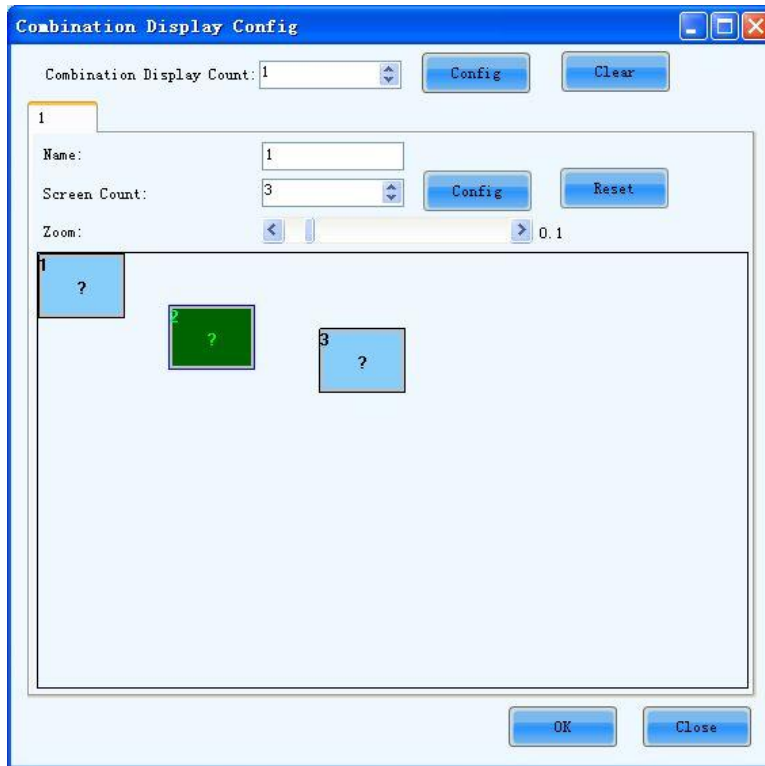 Combination Display Config
Combination Display Count: 1 Config Clear
1
Name: 1
Screen Count: 3 Config Reset
Zoom: 0.1
1
?
2
?
3
?
OK Close